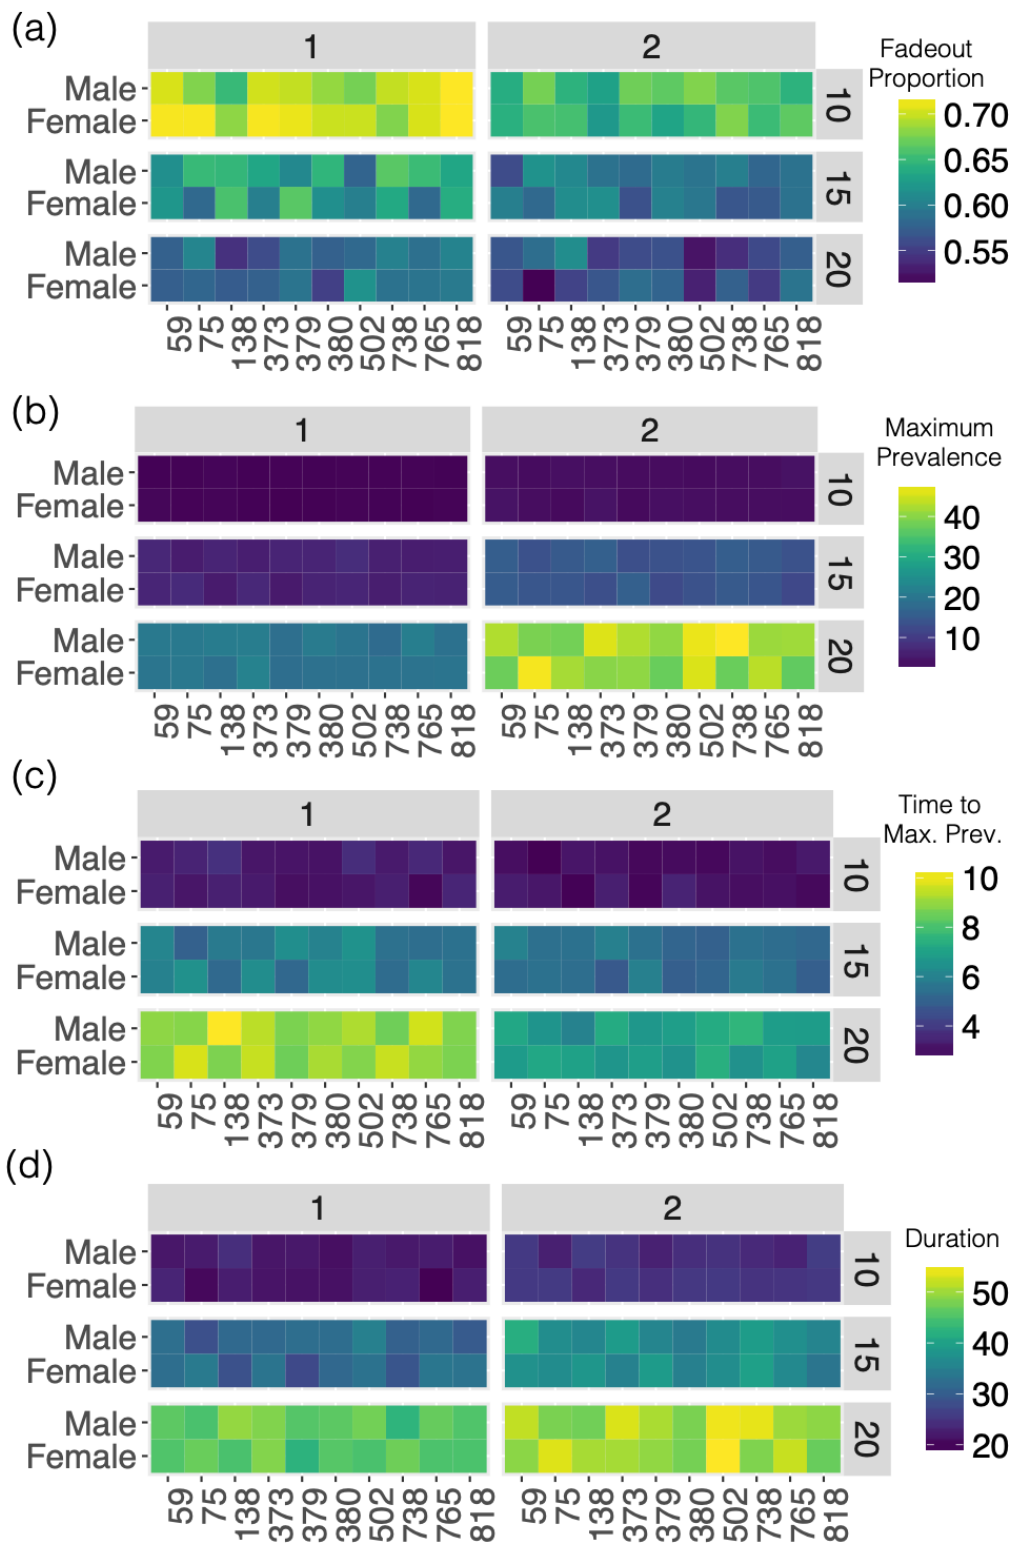 (a)
1 2
Fadeout
Proportion
Male
Female
10
0.70
0.65
0.60
0.55
Male
Female
15
Male
Female
20
59 75 138 373 379 380 502 738 765 818 59 75 138 373 379 380 502 738 765 818
(b)
1 2
Maximum
Prevalence
Male
Female
10
40
30
20
10
Male
Female
15
Male
Female
20
59 75 138 373 379 380 502 738 765 818 59 75 138 373 379 380 502 738 765 818
(c)
1 2
Time to
Max. Prev.
Male
Female
10
10
8
6
4
Male
Female
15
Male
Female
20
59 75 138 373 379 380 502 738 765 818 59 75 138 373 379 380 502 738 765 818
(d)
1 2
Duration
Male
Female
10
50
40
30
20
Male
Female
15
Male
Female
20
59 75 138 373 379 380 502 738 765 818 59 75 138 373 379 380 502 738 765 818